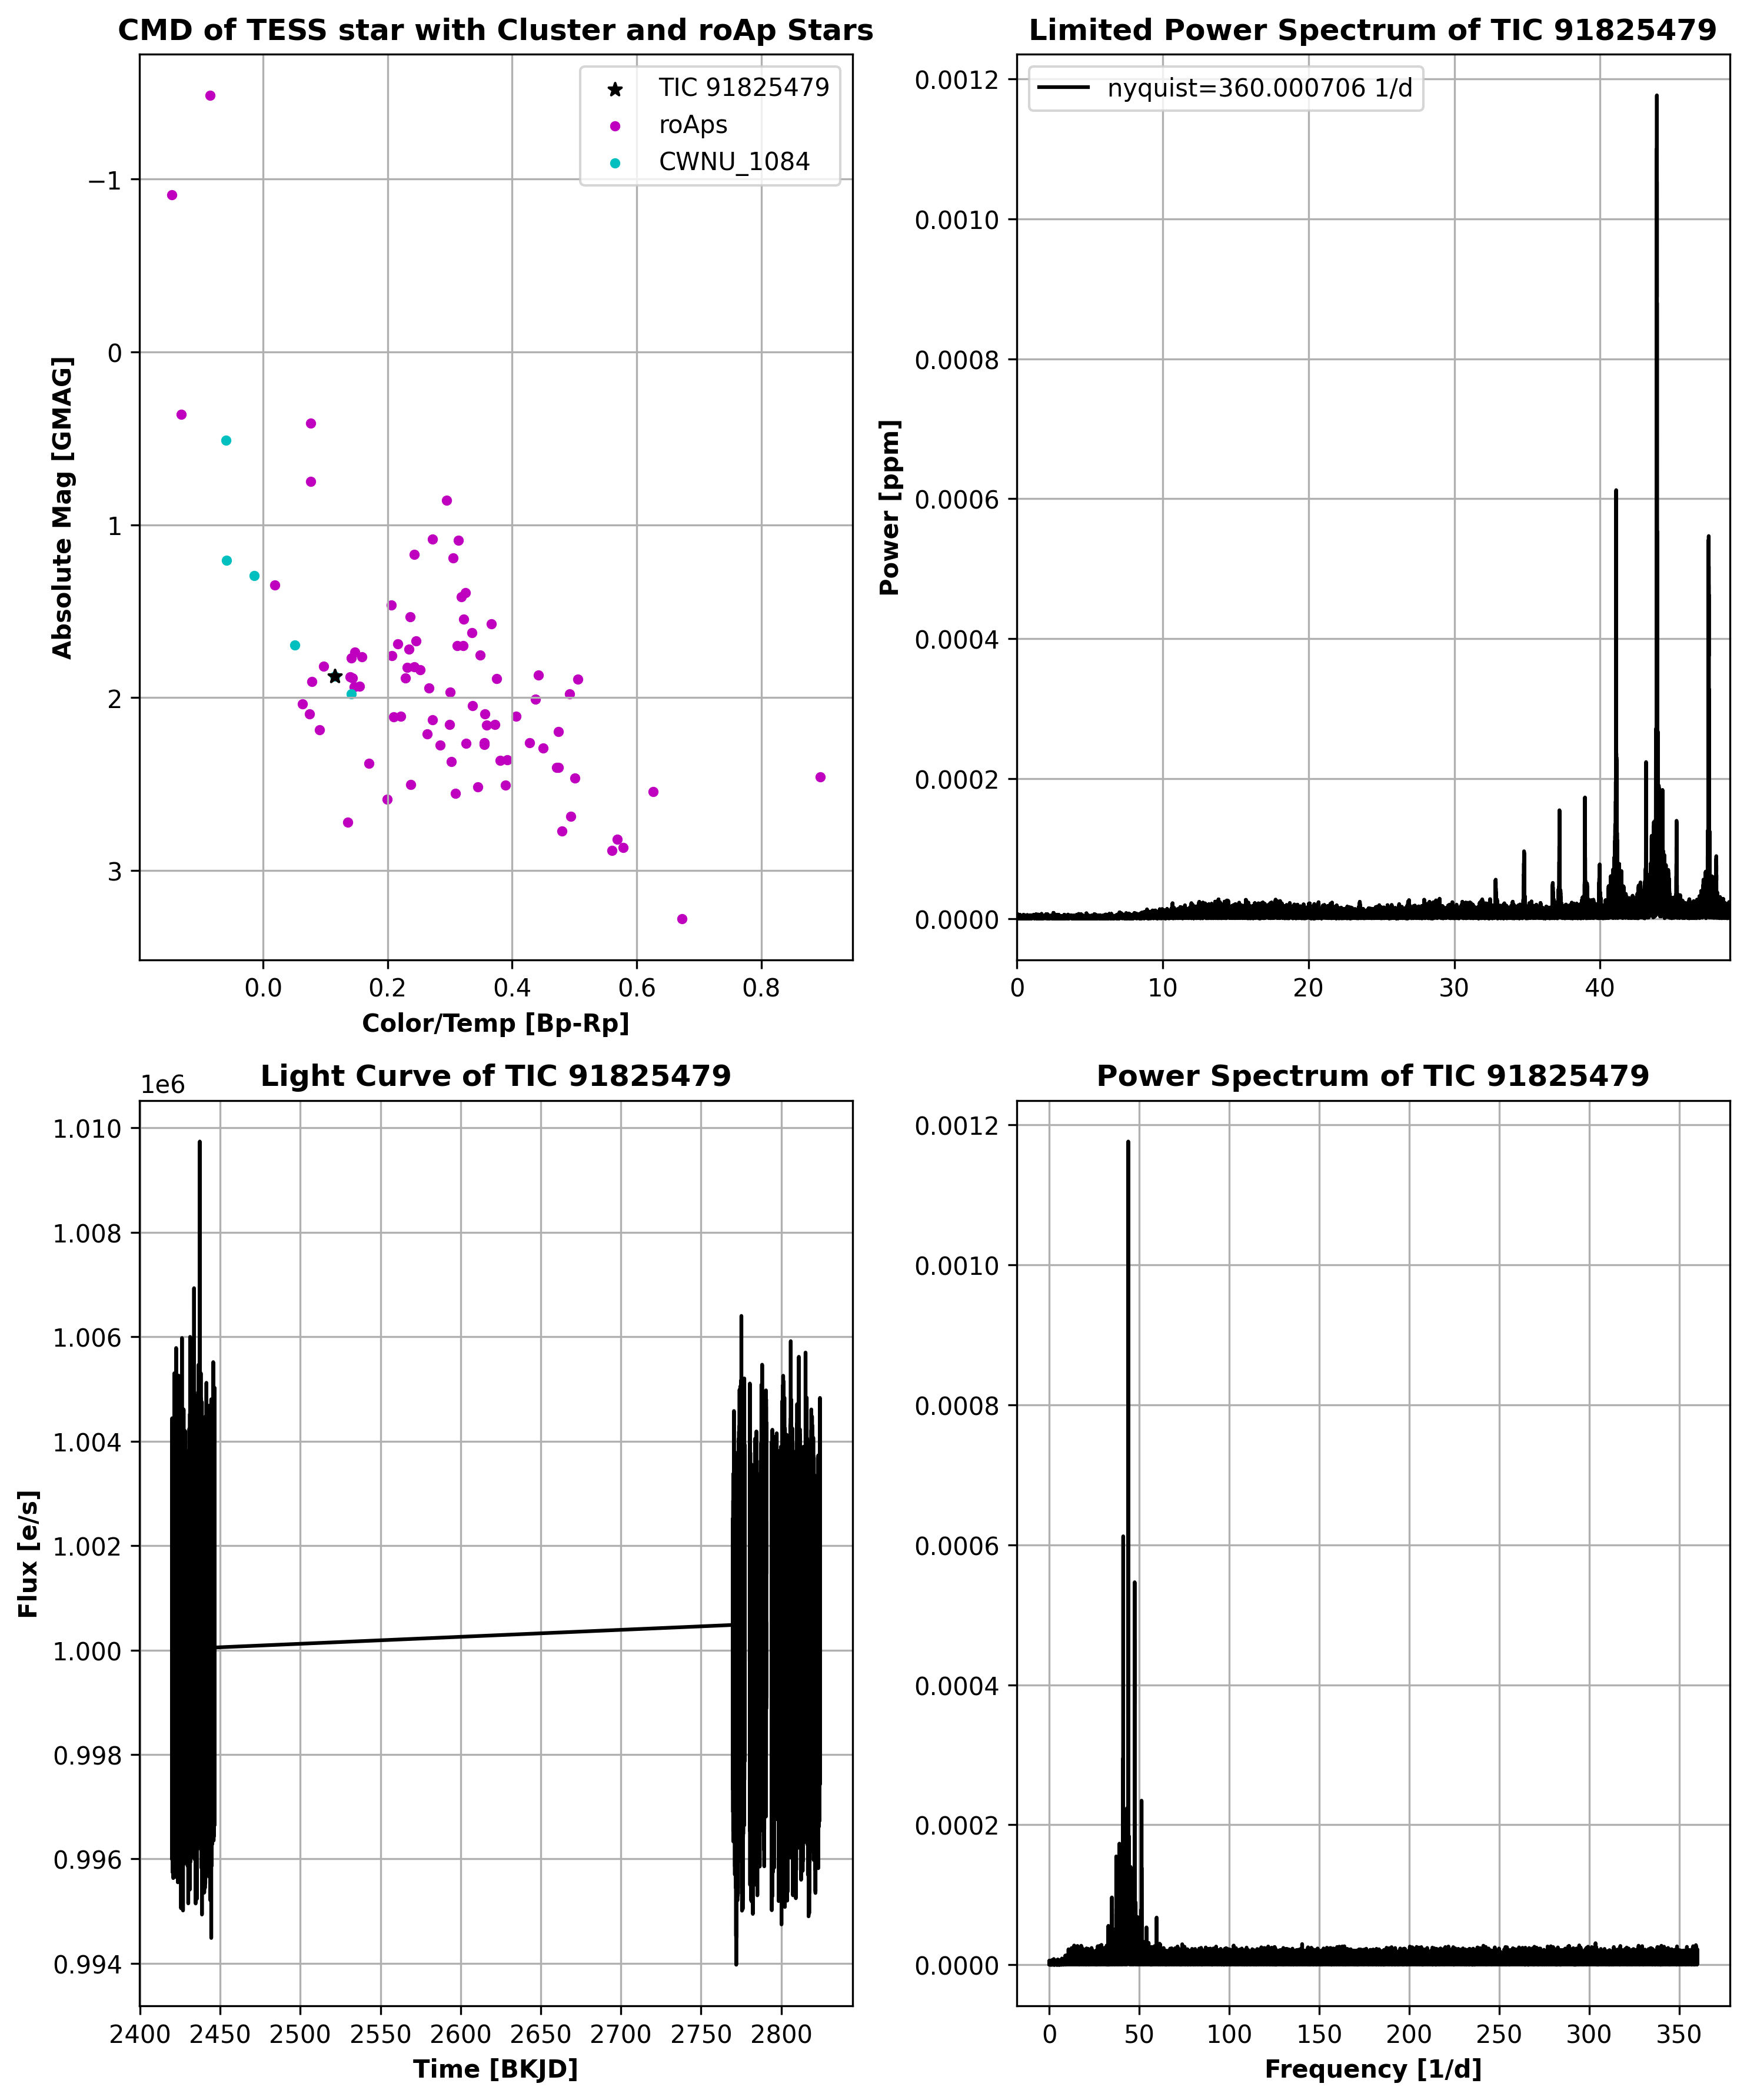 CMD of TESS star with Cluster and roAp Stars
TIC 91825479
roAps
CWNU_1084
Absolute Mag [GMAG]
−1
0
1
2
3
0.0 0.2 0.4 0.6 0.8
Color/Temp [Bp-Rp]
Limited Power Spectrum of TIC 91825479
nyquist=360.000706 1/d
Power [ppm]
0.0012
0.0010
0.0008
0.0006
0.0004
0.0002
0.0000
0 10 20 30 40
Light Curve of TIC 91825479
1e6
Flux [e/s]
1.010
1.008
1.006
1.004
1.002
1.000
0.998
0.996
0.994
2400 2450 2500 2550 2600 2650 2700 2750 2800
Time [BKJD]
Power Spectrum of TIC 91825479
0.0012
0.0010
0.0008
0.0006
0.0004
0.0002
0.0000
0 50 100 150 200 250 300 350
Frequency [1/d]